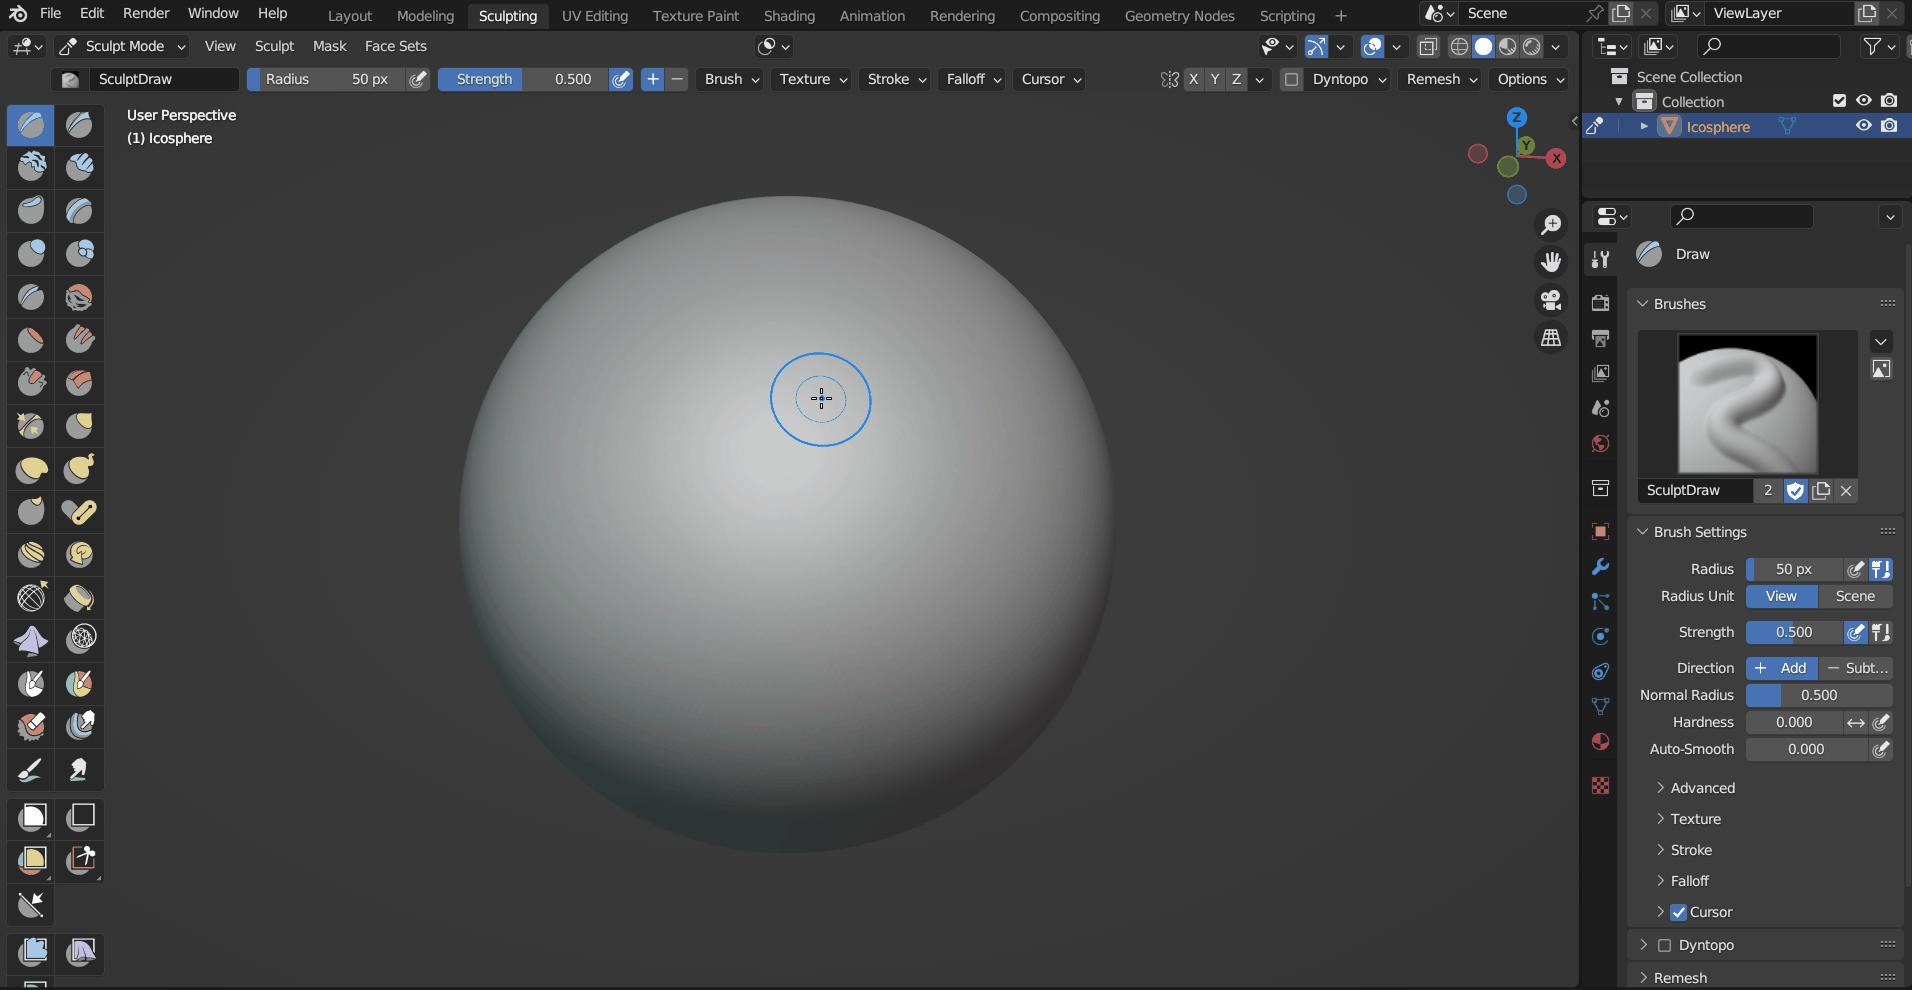 File Edit Render Window Help Layout Modeling Sculpting UV Editing Texture Paint Shading Animation Rendering Compositing Geometry Nodes Scripting + Scene ViewLayer
Sculpt Mode View Sculpt Mask Face Sets
SculptDraw Radius 50 px Strength 0.500 + − Brush Texture Stroke Falloff Cursor X Y Z Dyntopo Remesh Options
User Perspective
(1) Icosphere
Z
Y
X
Scene Collection
Collection
Icosphere
Draw
Brushes
SculptDraw 2
Brush Settings
Radius 50 px
Radius Unit View Scene
Strength 0.500
Direction + Add − Subt...
Normal Radius 0.500
Hardness 0.000
Auto-Smooth 0.000
Advanced
Texture
Stroke
Falloff
Cursor
Dyntopo
Remesh